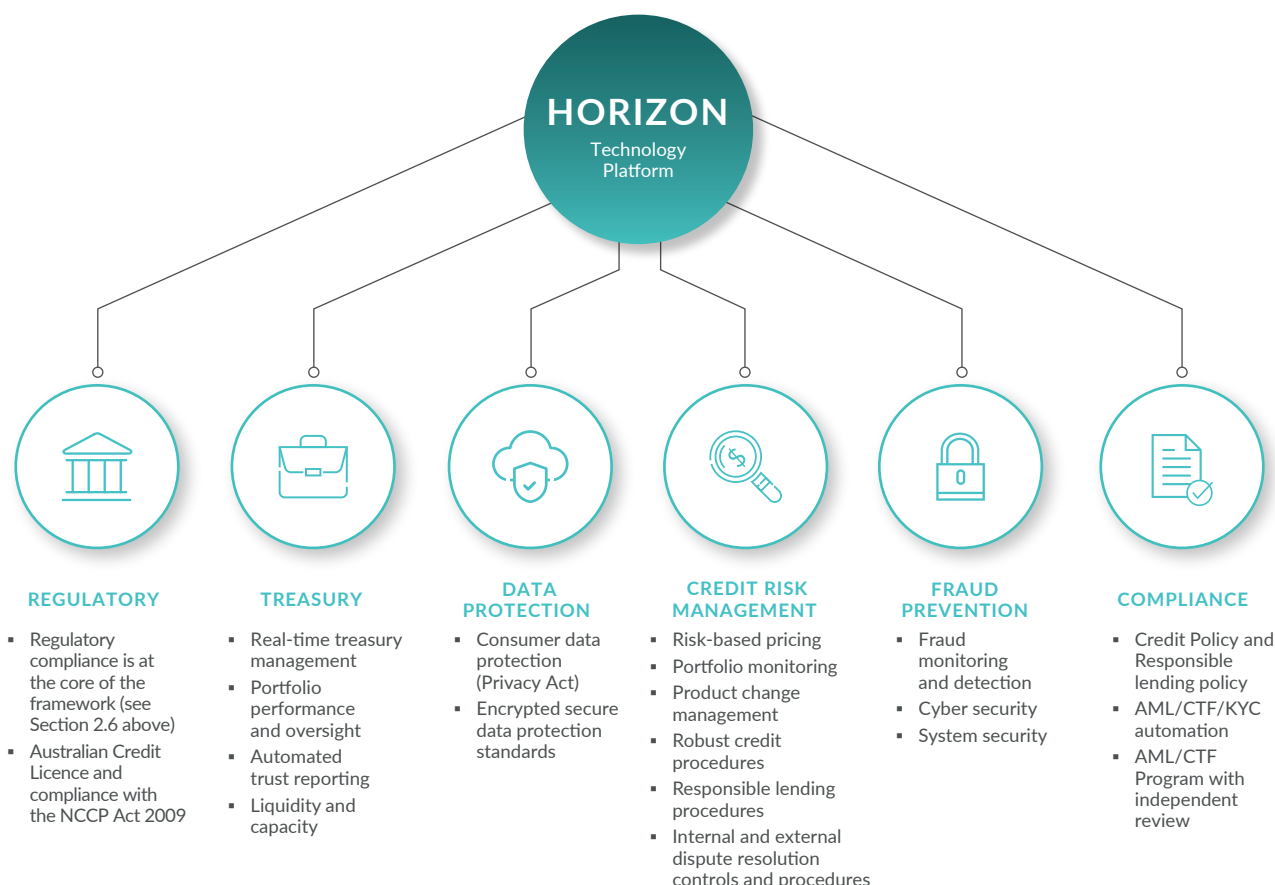 HORIZON
Technology
Platform
REGULATORY
▪ Regulatory
compliance is at
the core of the
framework (see
Section 2.6 above)
▪ Australian Credit
Licence and
compliance with
the NCCP Act 2009
TREASURY
▪ Real-time treasury
management
▪ Portfolio
performance
and oversight
▪ Automated
trust reporting
▪ Liquidity and
capacity
DATA
PROTECTION
▪ Consumer data
protection
(Privacy Act)
▪ Encrypted secure
data protection
standards
CREDIT RISK
MANAGEMENT
▪ Risk-based pricing
▪ Portfolio monitoring
▪ Product change
management
▪ Robust credit
procedures
▪ Responsible lending
procedures
▪ Internal and external
dispute resolution
controls and procedures
FRAUD
PREVENTION
▪ Fraud
monitoring
and detection
▪ Cyber security
▪ System security
COMPLIANCE
▪ Credit Policy and
Responsible
lending policy
▪ AML/CTF/KYC
automation
▪ AML/CTF
Program with
independent
review